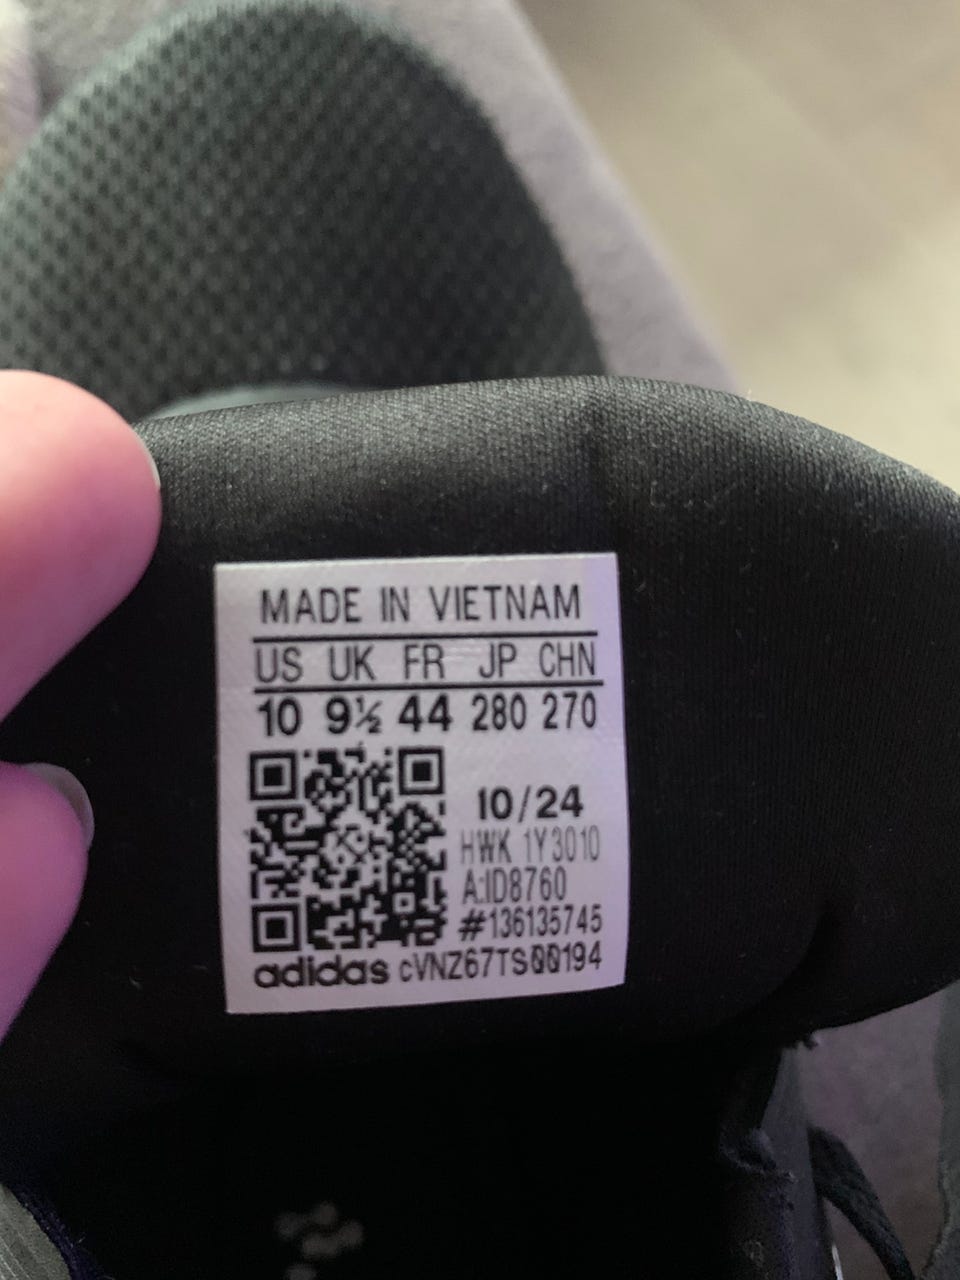 MADE IN VIETNAM
US UK FR JP CHN
10 9½ 44 280 270
10/24
HWK 1Y3010
A:ID8760
#136135745
adidas cVNZ67TS00194